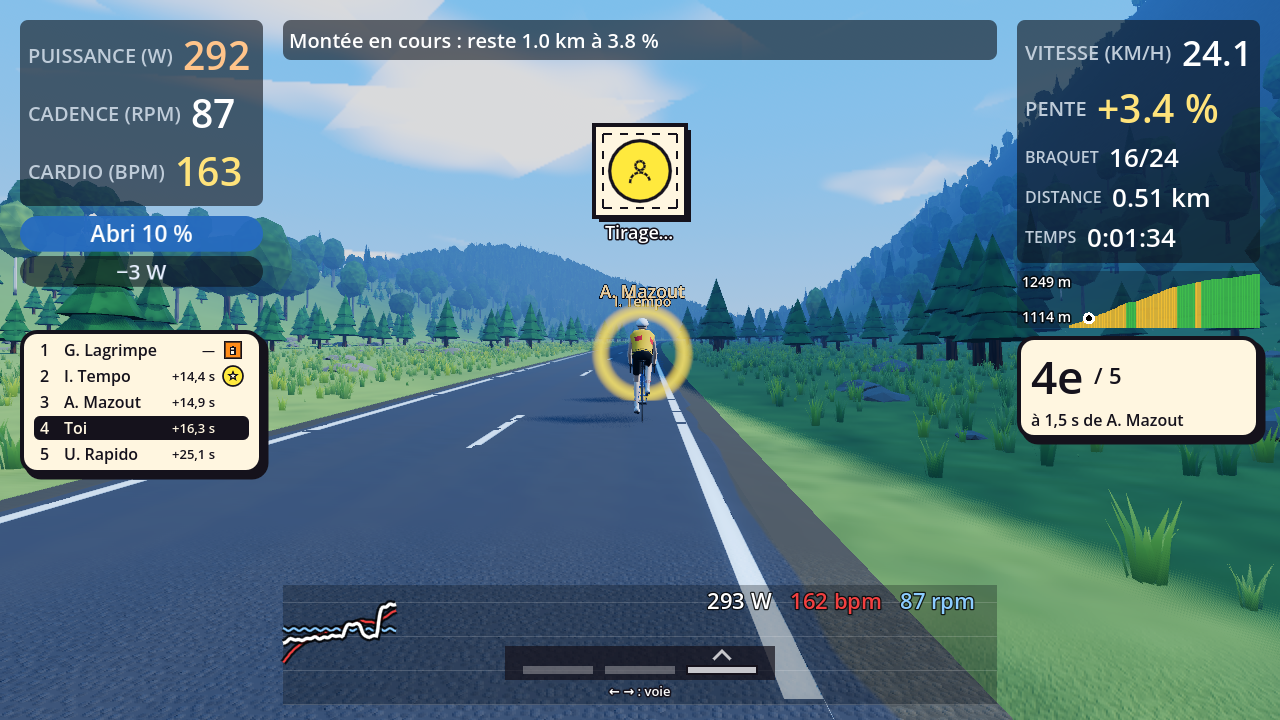 PUISSANCE (W) 292
CADENCE (RPM) 87
CARDIO (BPM) 163
Abri 10 %
−3 W
1 G. Lagrimpe —
2 I. Tempo +14,4 s
3 A. Mazout +14,9 s
4 Toi +16,3 s
5 U. Rapido +25,1 s
Montée en cours : reste 1.0 km à 3.8 %
Tirage...
A. Mazout
I. Tempo
VITESSE (KM/H) 24.1
PENTE +3.4 %
BRAQUET 16/24
DISTANCE 0.51 km
TEMPS 0:01:34
1249 m
1114 m
4e / 5
à 1,5 s de A. Mazout
293 W 162 bpm 87 rpm
← → : voie